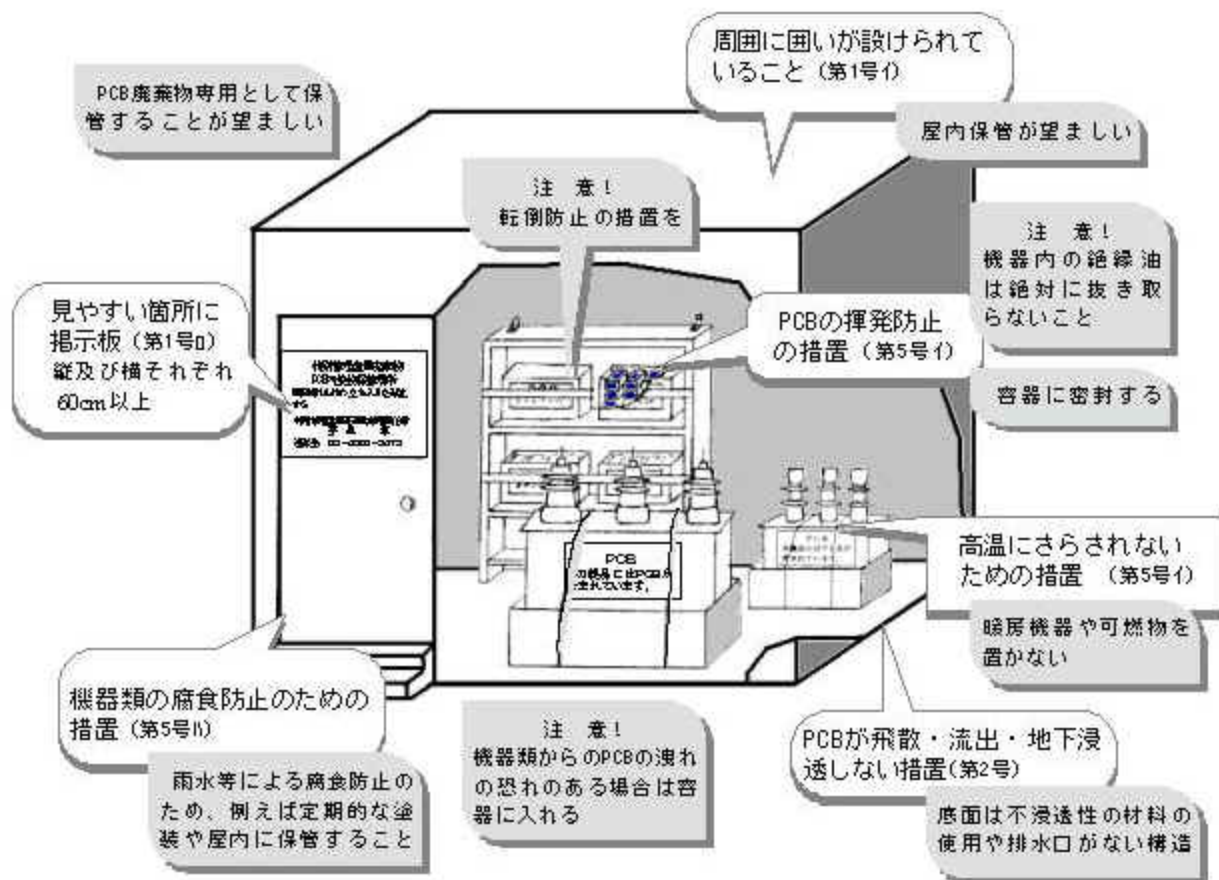 周囲に囲いが設けられて
いること（第1号ｲ）
PCB廃棄物専用として保
管することが望ましい
屋内保管が望ましい
注　意！
転倒防止の措置を
注　意！
機器内の絶縁油
は絶対に抜き取
らないこと
見やすい箇所に
掲示板（第1号ﾛ）
縦及び横それぞれ
60cm以上
PCBの揮発防止
の措置（第5号ｲ）
容器に密封する
PCB
高温にさらされない
ための措置　（第5号ｲ）
暖房機器や可燃物を
置かない
機器類の腐食防止のための
措置（第5号ﾊ）
雨水等による腐食防止の
ため、例えば定期的な塗
装や屋内に保管すること
注　意！
機器類からのPCBの洩れ
の恐れのある場合は容
器に入れる
PCBが飛散・流出・地下浸
透しない措置（第2号）
底面は不浸透性の材料の
使用や排水口がない構造